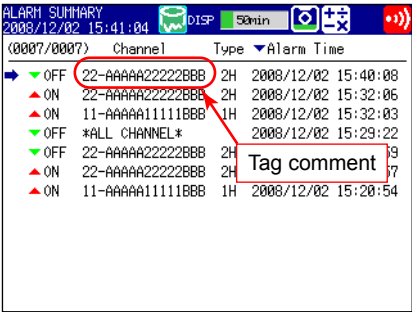 ALARM SUMMARY
2008/12/02 15:41:04 DISP 50min
(0007/0007) Channel Type ▼Alarm Time
OFF 22-AAAAA22222BBB 2H 2008/12/02 15:40:08
ON 22-AAAAA22222BBB 2H 2008/12/02 15:32:06
ON 11-AAAAA11111BBB 1H 2008/12/02 15:32:03
OFF *ALL CHANNEL* 2008/12/02 15:29:22
OFF 22-AAAAA22222BBB 2H 9
ON 22-AAAAA22222BBB 2H 57
ON 11-AAAAA11111BBB 1H 2008/12/02 15:20:54
Tag comment